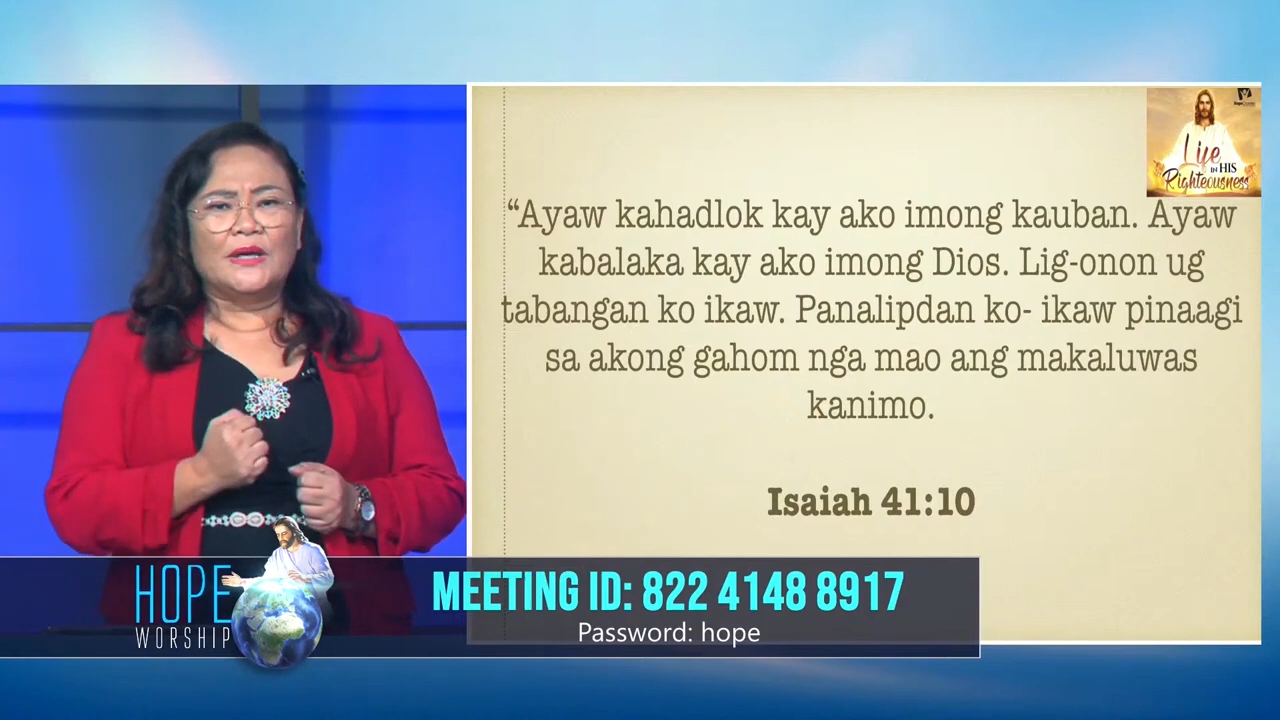 Life
IN HIS
Righteousness
“Ayaw kahadlok kay ako imong kauban. Ayaw
kabalaka kay ako imong Dios. Lig-onon ug
tabangan ko ikaw. Panalipdan ko- ikaw pinaagi
sa akong gahom nga mao ang makaluwas
kanimo.
Isaiah 41:10
HOPE
WORSHIP
MEETING ID: 822 4148 8917
Password: hope